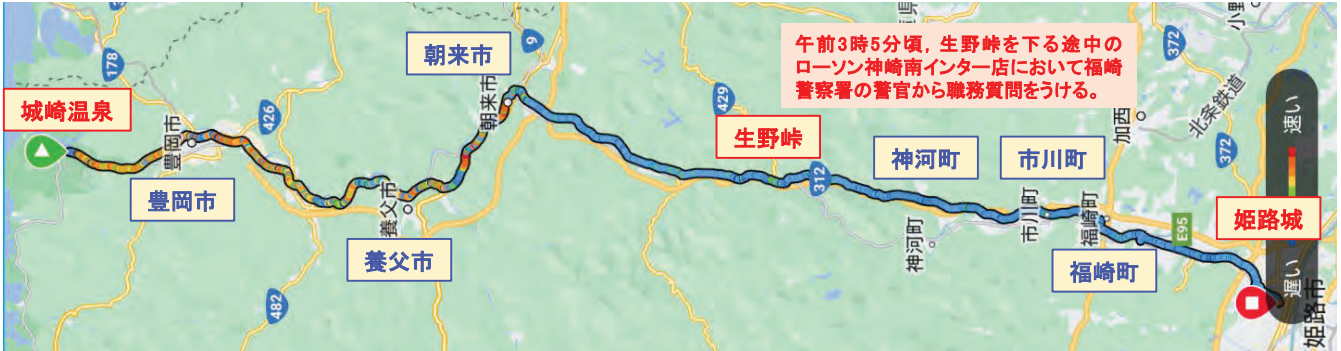 午前3時5分頃，生野峠を下る途中の
ローソン神崎南インター店において福崎
警察署の警官から職務質問をうける。
城崎温泉
豊岡市
養父市
朝来市
生野峠
神河町
市川町
福崎町
姫路城
178
豊岡市
426
482
養父市
朝来市
9
429
312
神河町
市川町
福崎町
E95
372
加西
北条鉄道
372
小野
速い
遅い
姫路市